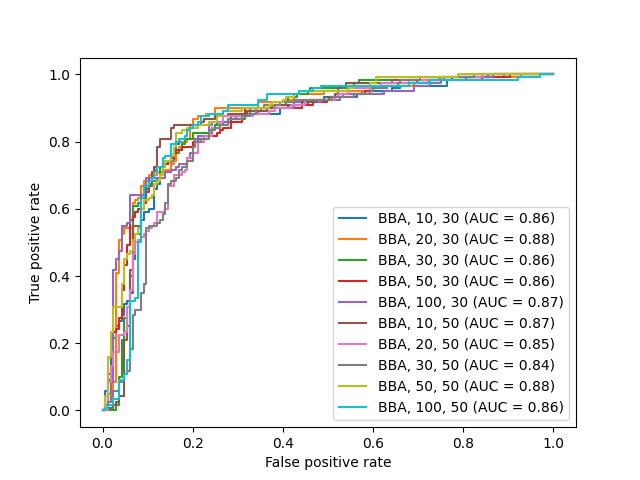 1.0
0.8
0.6
0.4
0.2
0.0
True positive rate
0.0 0.2 0.4 0.6 0.8 1.0
False positive rate
BBA, 10, 30 (AUC = 0.86)
BBA, 20, 30 (AUC = 0.88)
BBA, 30, 30 (AUC = 0.86)
BBA, 50, 30 (AUC = 0.86)
BBA, 100, 30 (AUC = 0.87)
BBA, 10, 50 (AUC = 0.87)
BBA, 20, 50 (AUC = 0.85)
BBA, 30, 50 (AUC = 0.84)
BBA, 50, 50 (AUC = 0.88)
BBA, 100, 50 (AUC = 0.86)